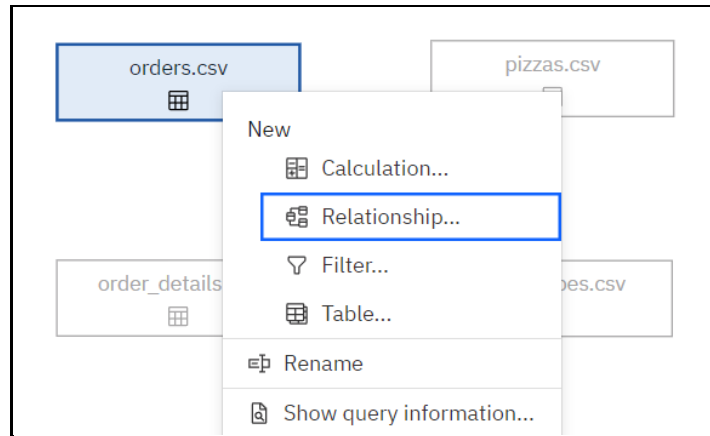 orders.csv
pizzas.csv
New
Calculation...
Relationship...
order_details
Filter...
pes.csv
Table...
Rename
Show query information...